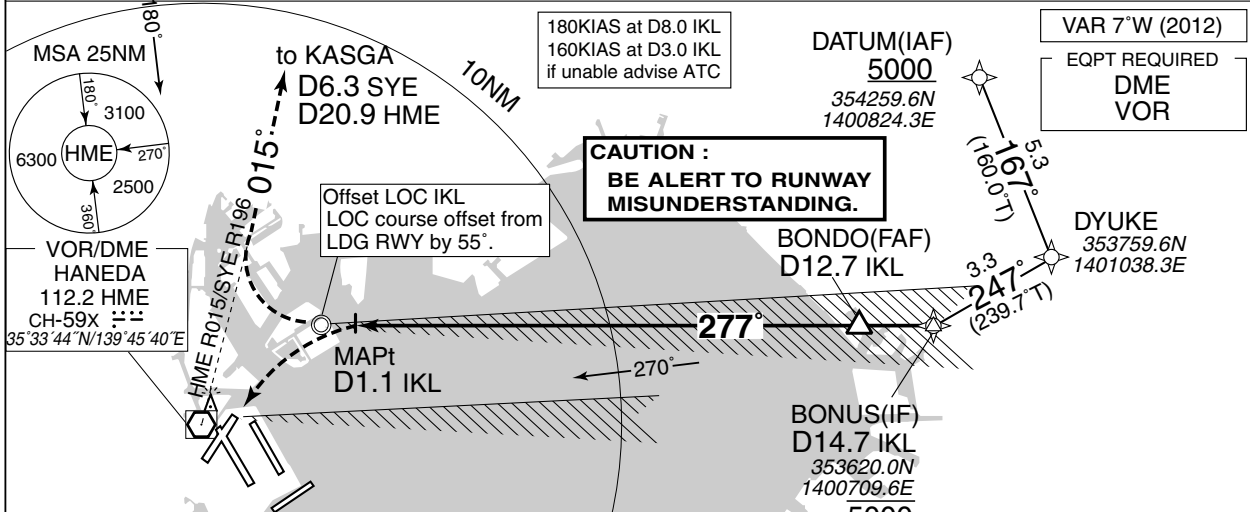 180°
MSA 25NM
180°
3100
HME
270°
6300
2500
360°
VOR/DME
HANEDA
112.2 HME
CH-59X
35°33´44˝N/139°45´40˝E
to KASGA
D6.3 SYE
D20.9 HME
015°
HME R015/SYE R196
10NM
180KIAS at D8.0 IKL
160KIAS at D3.0 IKL
if unable advise ATC
Offset LOC IKL
LOC course offset from
LDG RWY by 55°.
CAUTION :
BE ALERT TO RUNWAY
MISUNDERSTANDING.
DATUM(IAF)
5000
354259.6N
1400824.3E
VAR 7°W (2012)
EQPT REQUIRED
DME
VOR
5.3
167°
(160.0°T)
DYUKE
353759.6N
1401038.3E
3.3
247°
(239.7°T)
BONDO(FAF)
D12.7 IKL
277°
MAPt
D1.1 IKL
270°
BONUS(IF)
D14.7 IKL
353620.0N
1400709.6E
5000